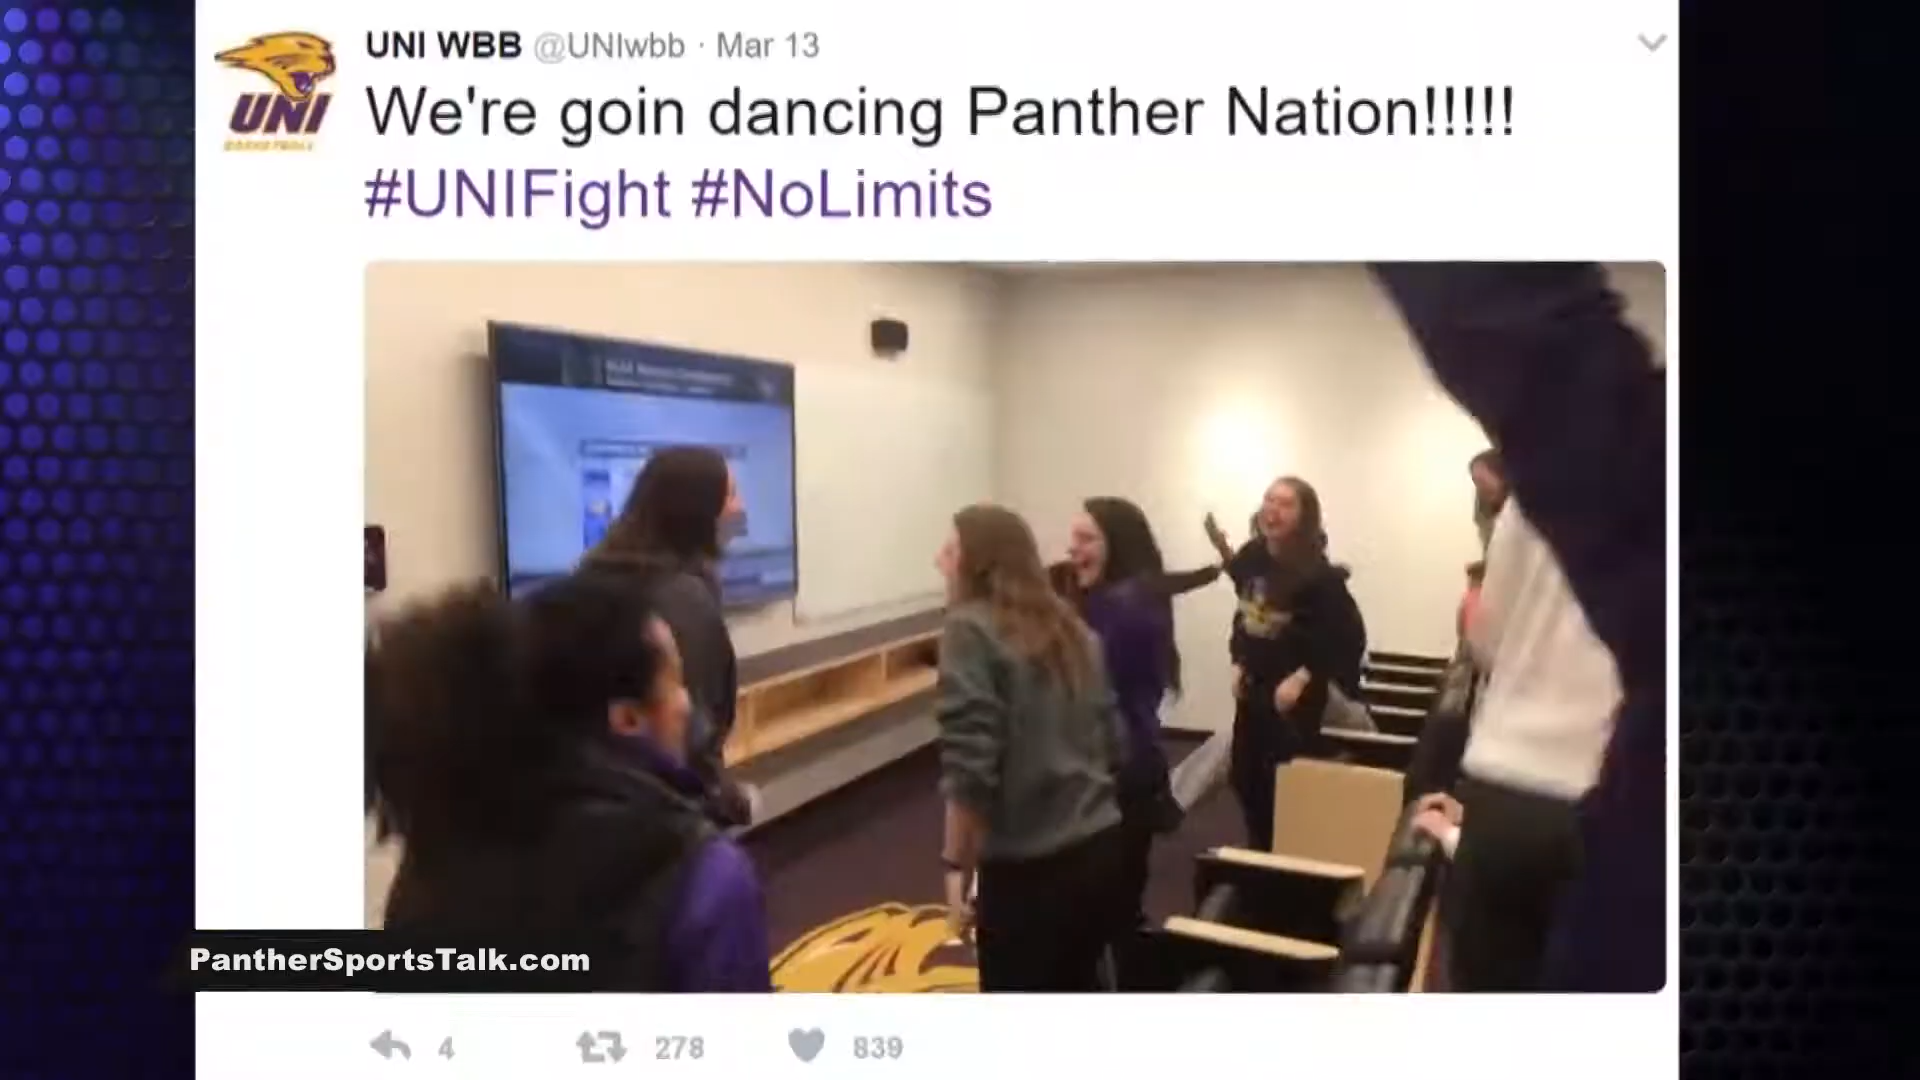 UNI WBB @UNIwbb · Mar 13
We're goin dancing Panther Nation!!!!!
#UNIFight #NoLimits
UNI
BASKETBALL
PantherSportsTalk.com
4 278 839